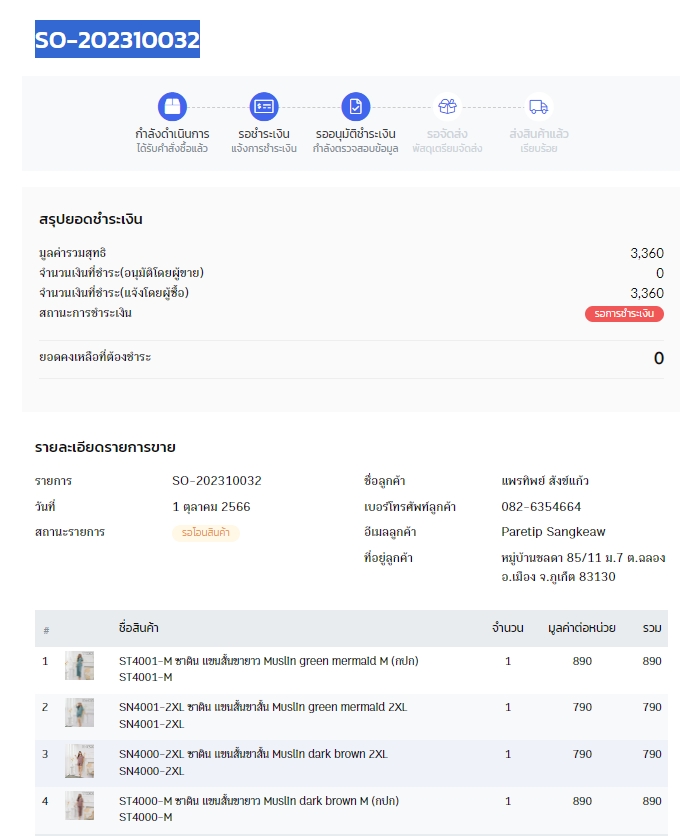 SO-202310032
กำลังดำเนินการ รอชำระเงิน รออนุมัติชำระเงิน รอจัดส่ง ส่งสินค้าแล้ว
ได้รับคำสั่งซื้อแล้ว แจ้งการชำระเงิน กำลังตรวจสอบข้อมูล พัสดุเตรียมจัดส่ง เรียบร้อย
สรุปยอดชำระเงิน
มูลค่ารวมสุทธิ 3,360
จำนวนเงินที่ชำระ(อนุมัติโดยผู้ขาย) 0
จำนวนเงินที่ชำระ(แจ้งโดยผู้ซื้อ) 3,360
สถานะการชำระเงิน รอการชำระเงิน
ยอดคงเหลือที่ต้องชำระ 0
รายละเอียดรายการขาย
รายการ SO-202310032 ชื่อลูกค้า แพรทิพย์ สังข์แก้ว
วันที่ 1 ตุลาคม 2566 เบอร์โทรศัพท์ลูกค้า 082-6354664
สถานะรายการ รอโอนสินค้า อีเมลลูกค้า Paretip Sangkeaw
ที่อยู่ลูกค้า หมู่บ้านชลดา 85/11 ม.7 ต.ฉลอง
อ.เมือง จ.ภูเก็ต 83130
# ชื่อสินค้า จำนวน มูลค่าต่อหน่วย รวม
1 ST4001-M ซาติน แขนสั้นขายาว Muslin green mermaid M (กปก) 1 890 890
ST4001-M
2 SN4001-2XL ซาติน แขนสั้นขาสั้น Muslin green mermaid 2XL 1 790 790
SN4001-2XL
3 SN4000-2XL ซาติน แขนสั้นขาสั้น Muslin dark brown 2XL 1 790 790
SN4000-2XL
4 ST4000-M ซาติน แขนสั้นขายาว Muslin dark brown M (กปก) 1 890 890
ST4000-M